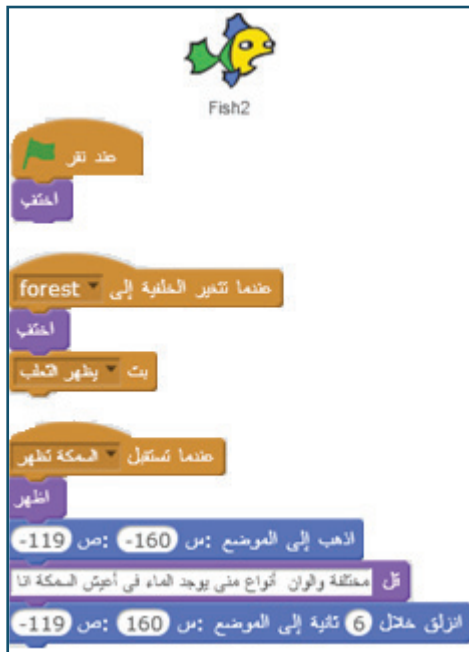 Fish2
عند نقر
اختف
عندما تتغير الخلفية إلى forest
اختف
بث يظهر الثعلب
عندما تستقبل السمكة تظهر
اظهر
اذهب إلى الموضع س: -160 ص: -119
قل مختلفة والوان أنواع منى يوجد الماء فى أعيش السمكة انا
انزلق خلال 6 ثانية إلى الموضع س: 160 ص: -119